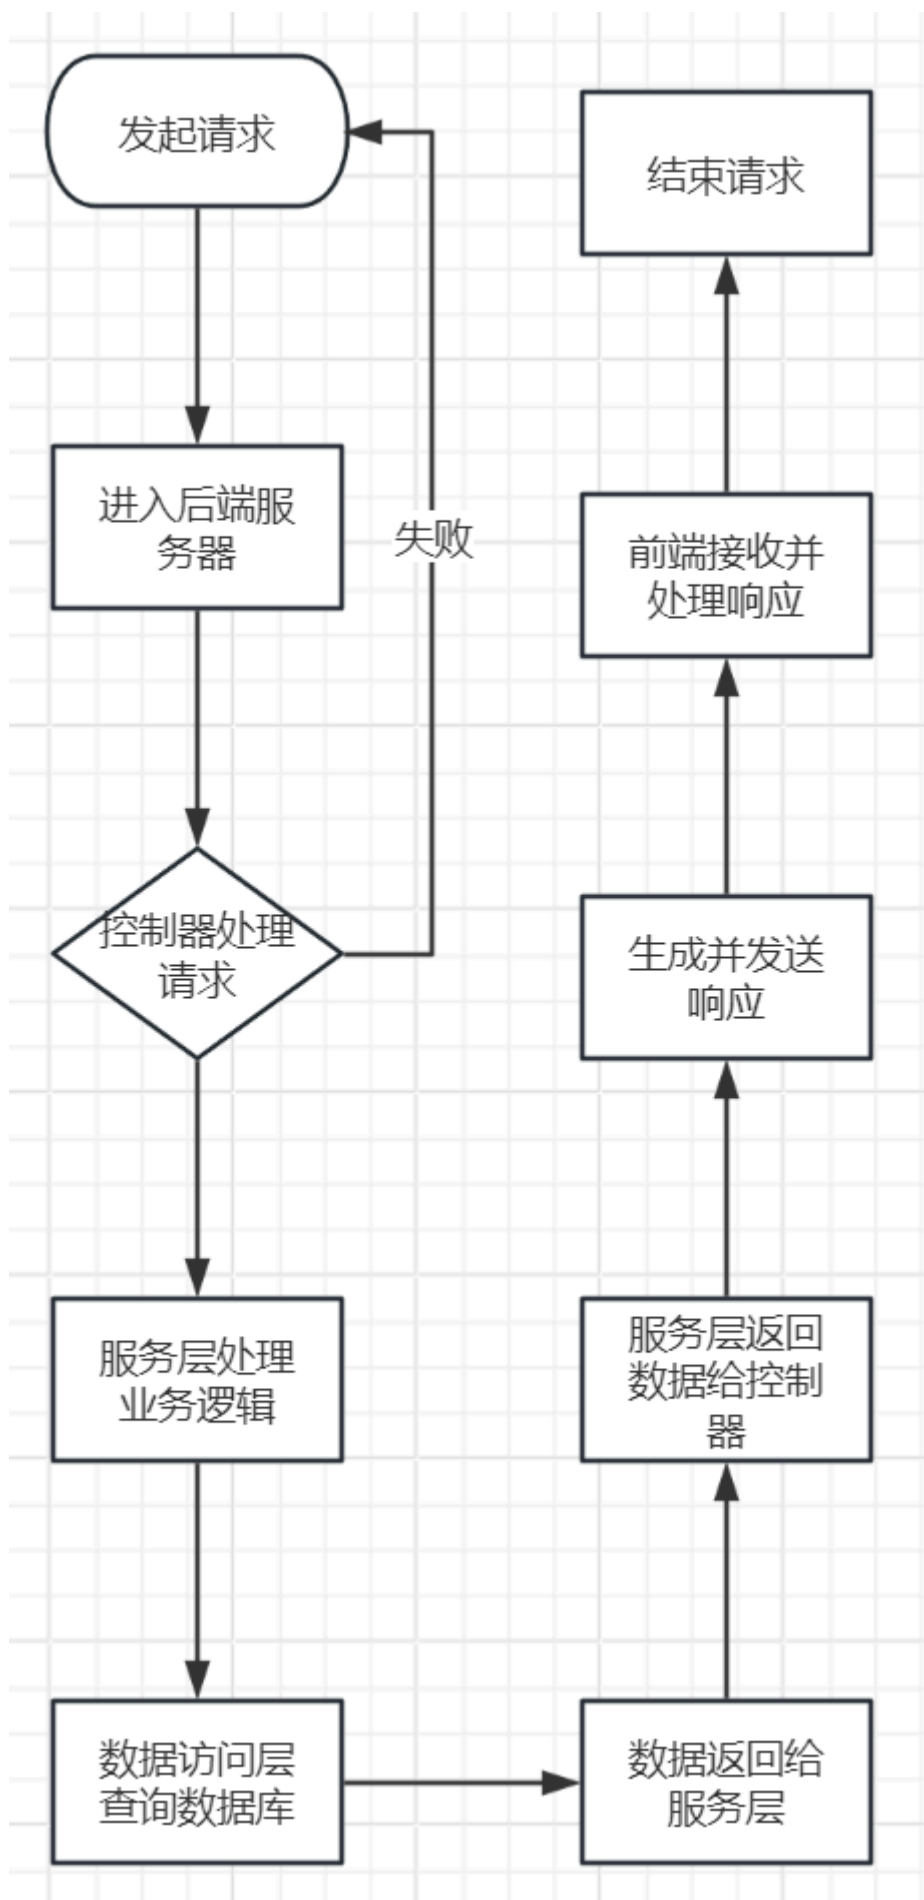 发起请求
进入后端服
务器
失败
控制器处理
请求
服务层处理
业务逻辑
数据访问层
查询数据库
数据返回给
服务层
服务层返回
数据给控制
器
生成并发送
响应
前端接收并
处理响应
结束请求